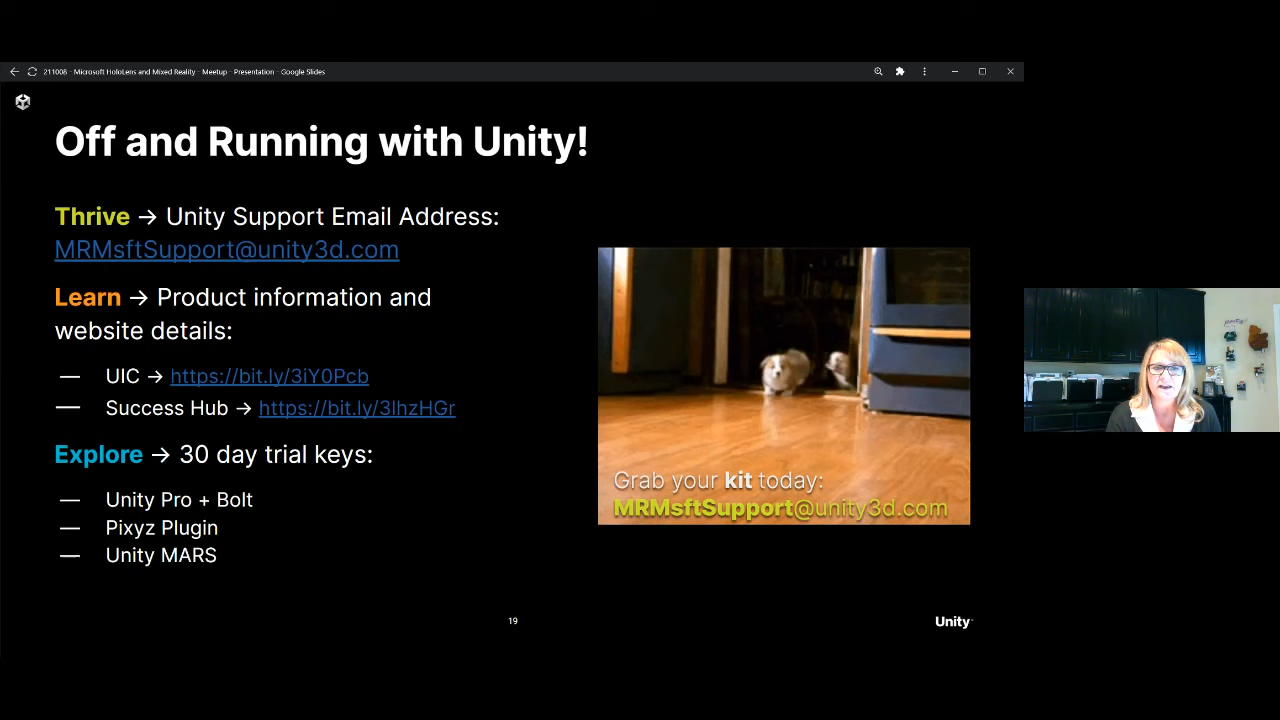 211008 - Microsoft HoloLens and Mixed Reality - Meetup - Presentation - Google Slides
Off and Running with Unity!
Thrive → Unity Support Email Address:
MRMsftSupport@unity3d.com
Learn → Product information and
website details:
— UIC → https://bit.ly/3iY0Pcb
— Success Hub → https://bit.ly/3lhzHGr
Explore → 30 day trial keys:
— Unity Pro + Bolt
— Pixyz Plugin
— Unity MARS
Grab your kit today:
MRMsftSupport@unity3d.com
19
Unity